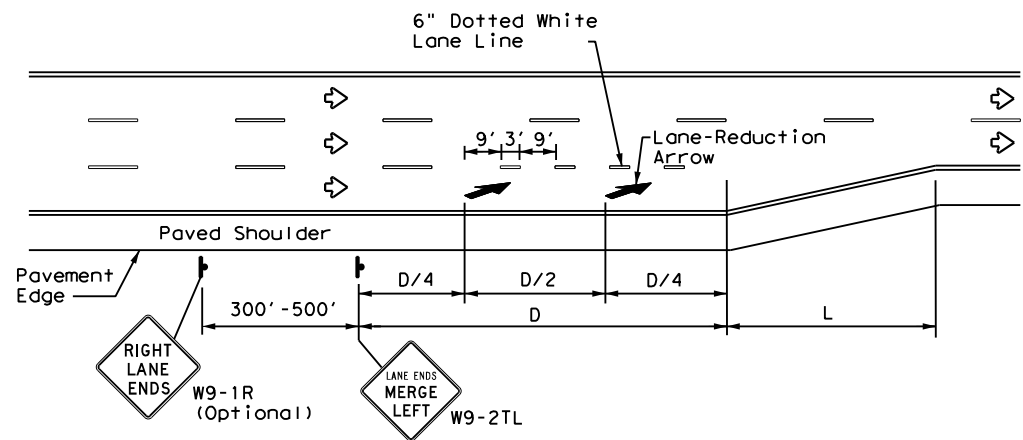 6" Dotted White
Lane Line
9' 3' 9'
Lane-Reduction
Arrow
Paved Shoulder
Pavement
Edge
D/4 D/2 D/4
300'-500' D L
RIGHT
LANE
ENDS
W9-1R
(Optional)
LANE ENDS
MERGE
LEFT
W9-2TL